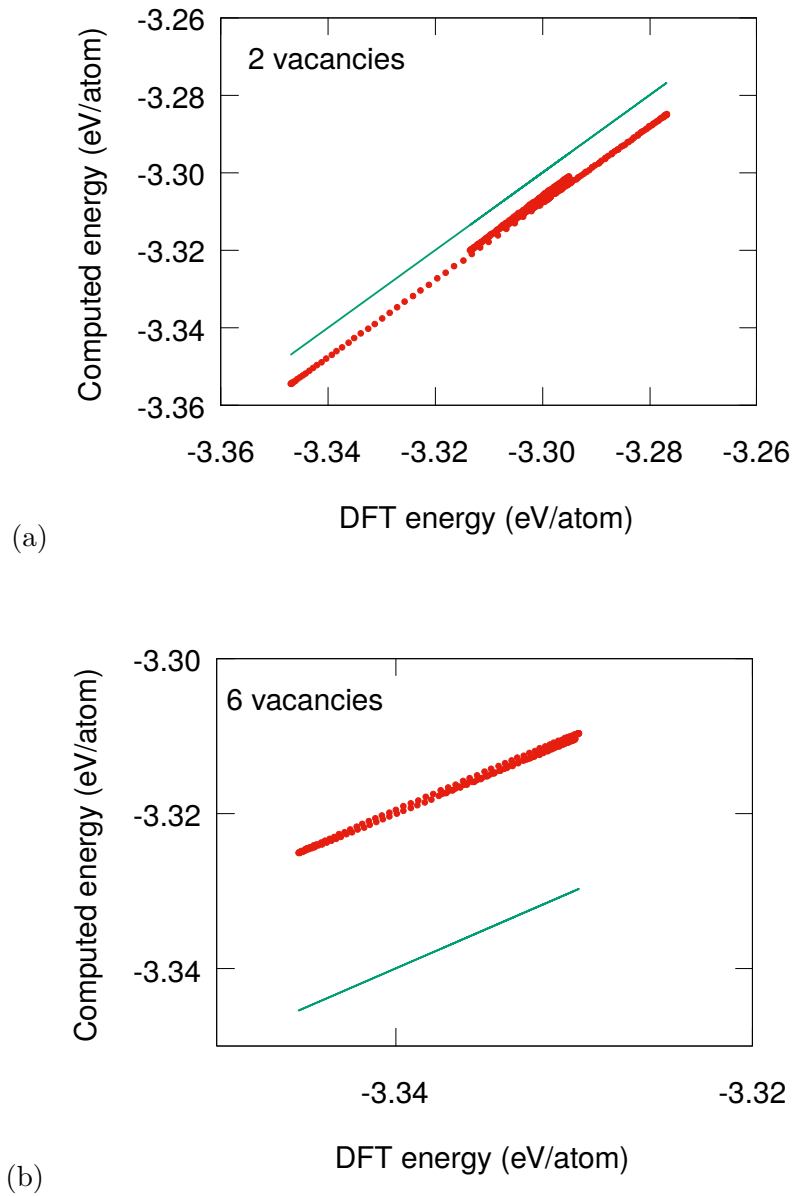 -3.26
2 vacancies
-3.28
-3.30
-3.32
-3.34
-3.36
Computed energy (eV/atom)
-3.36 -3.34 -3.32 -3.30 -3.28 -3.26
DFT energy (eV/atom)
(a)
-3.30
6 vacancies
-3.32
-3.34
Computed energy (eV/atom)
-3.34 -3.32
DFT energy (eV/atom)
(b)